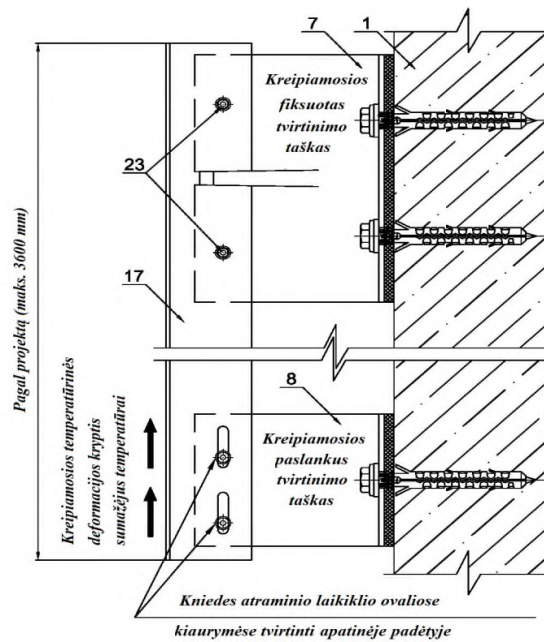 7
1
Kreipiamosios
fiksuotas
tvirtinimo
taškas
23
17
Pagal projektą (maks. 3600 mm)
8
Kreipiamosios
paslankus
tvirtinimo
taškas
Kreipiamosios temperatūrinės
deformacijos kryptis
sumažėjus temperatūrai
Kniedes atraminio laikiklio ovaliose
kiaurymėse tvirtinti apatinėje padėtyje